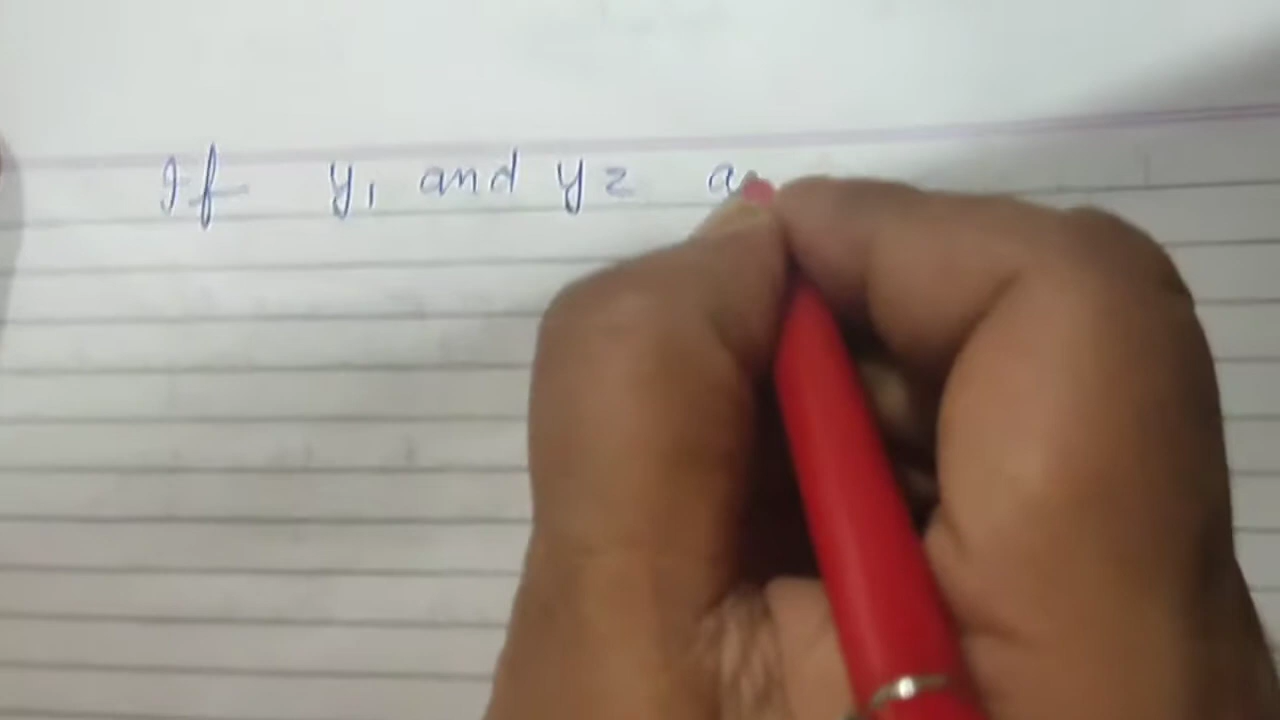 If y₁ and y₂